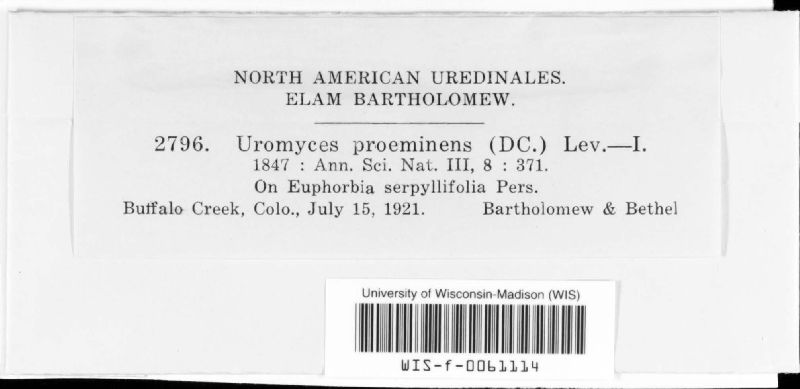 NORTH AMERICAN UREDINALES.
ELAM BARTHOLOMEW.
2796. Uromyces proeminens (DC.) Lev.—I.
1847 : Ann. Sci. Nat. III, 8 : 371.
On Euphorbia serpyllifolia Pers.
Buffalo Creek, Colo., July 15, 1921. Bartholomew & Bethel
University of Wisconsin-Madison (WIS)
WIS-f-0061114